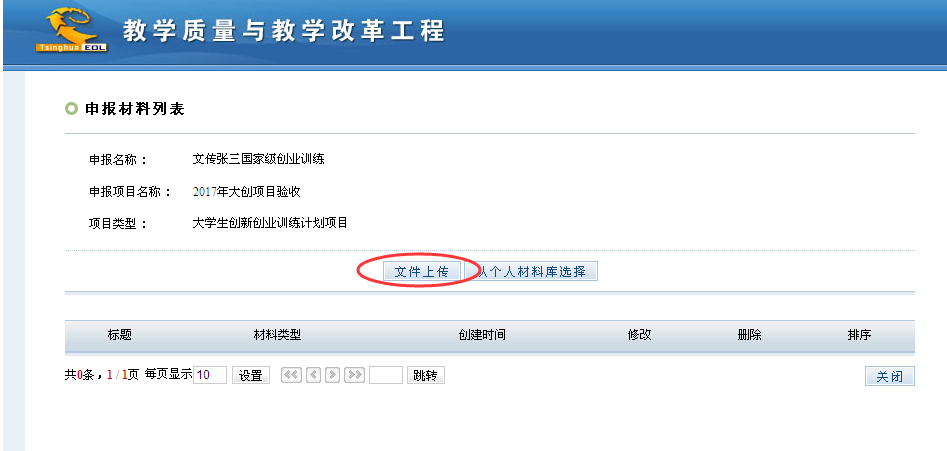 Tsinghua EOL 教学质量与教学改革工程
申报材料列表
申报名称： 文传张三国家级创业训练
申报项目名称： 2017年大创项目验收
项目类型： 大学生创新创业训练计划项目
文件上传 从个人材料库选择
标题 材料类型 创建时间 修改 删除 排序
共0条，1/1页 每页显示 10 设置 跳转 关闭